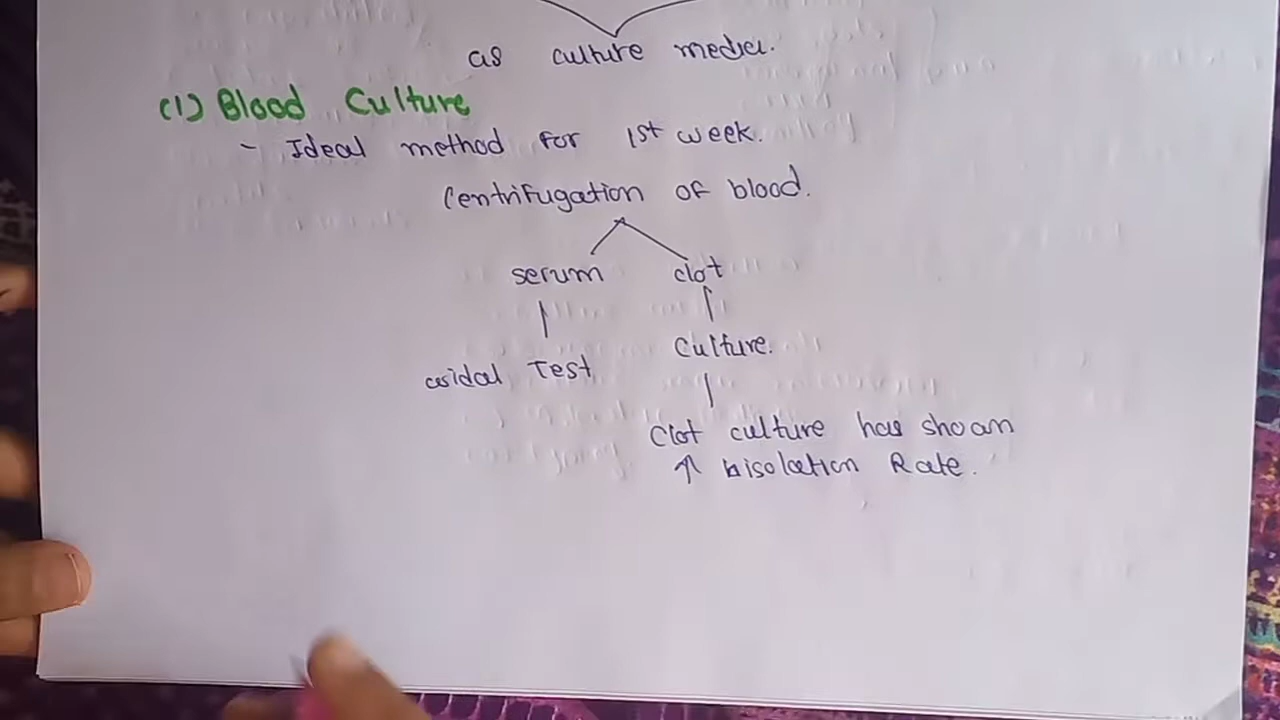 as culture media.
(1) Blood Culture
- Ideal method for 1st week.
Centrifugation of blood.
serum clot
widal Test Culture.
Clot culture has shown
↑ isolation Rate.